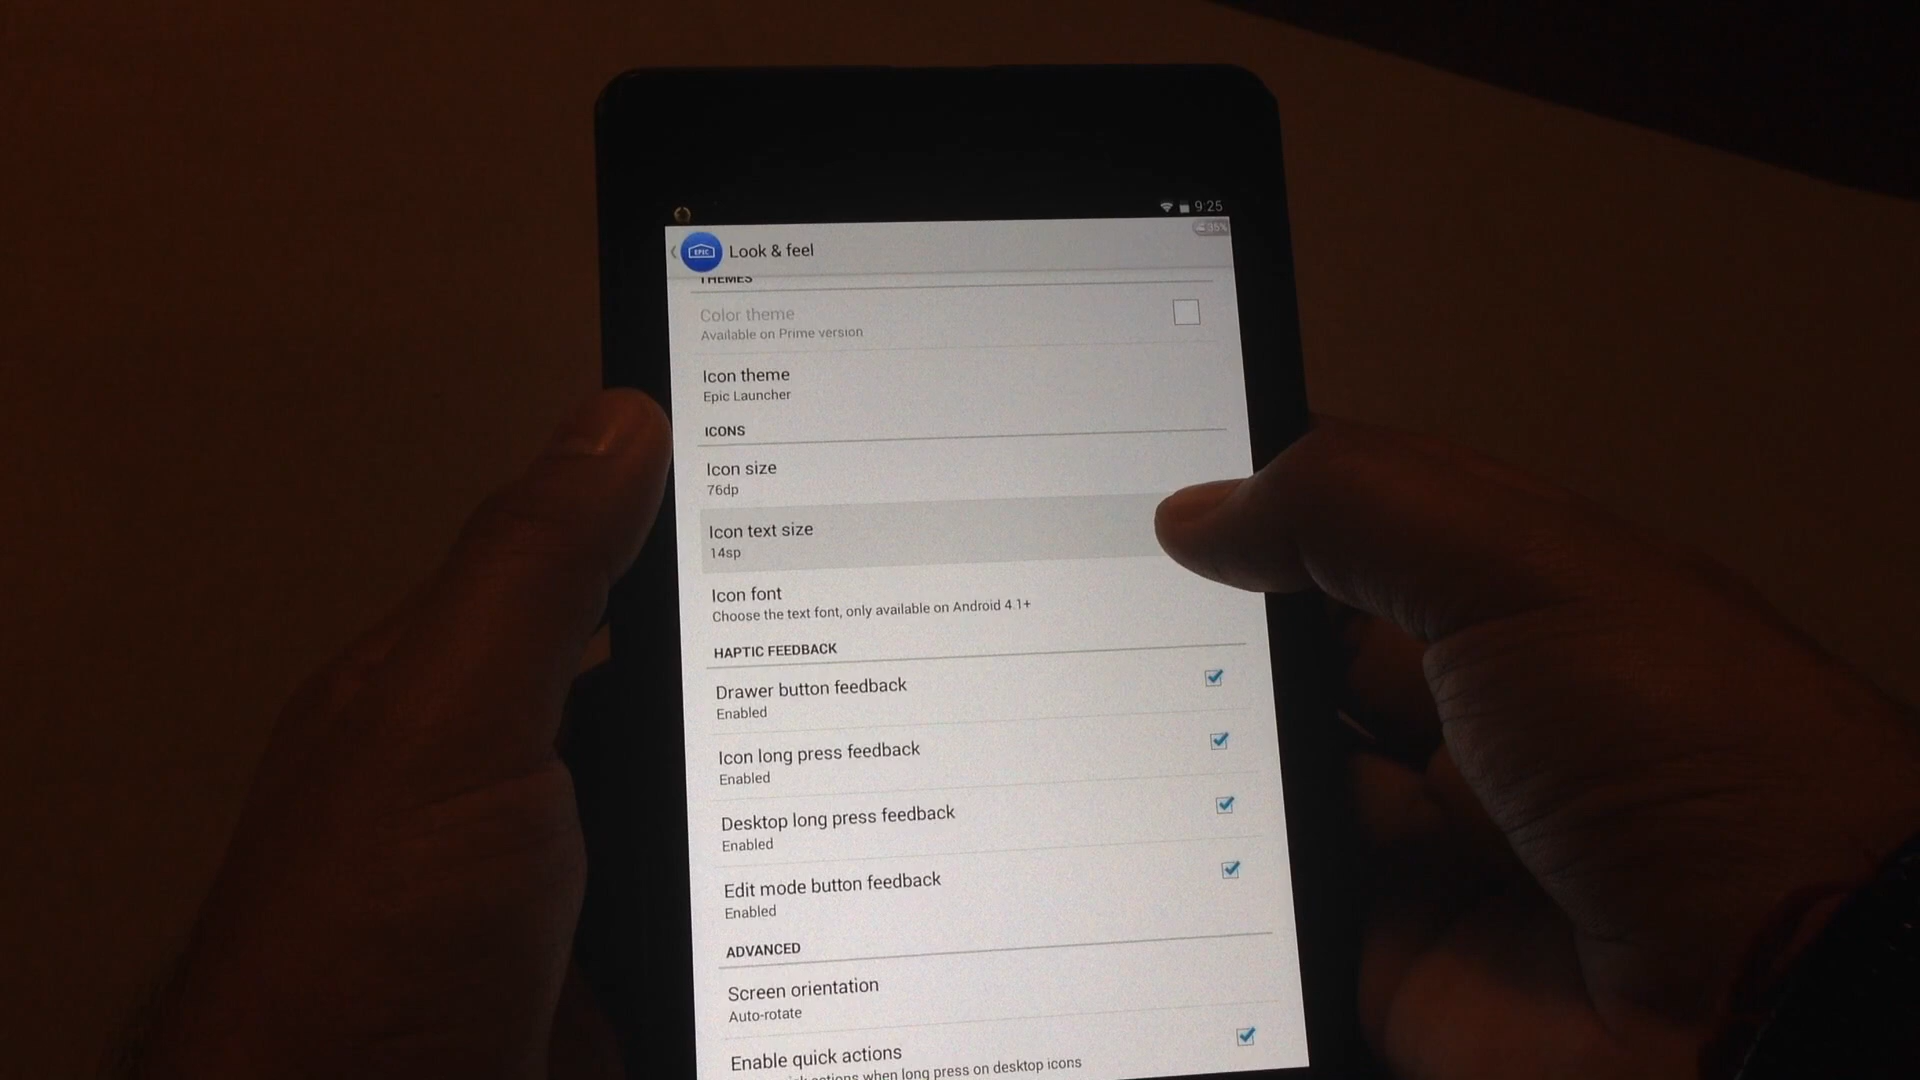 9:25
35%
EPIC
Look & feel
THEMES
Color theme
Available on Prime version
Icon theme
Epic Launcher
ICONS
Icon size
76dp
Icon text size
14sp
Icon font
Choose the text font, only available on Android 4.1+
HAPTIC FEEDBACK
Drawer button feedback
Enabled
Icon long press feedback
Enabled
Desktop long press feedback
Enabled
Edit mode button feedback
Enabled
ADVANCED
Screen orientation
Auto-rotate
Enable quick actions
actions when long press on desktop icons